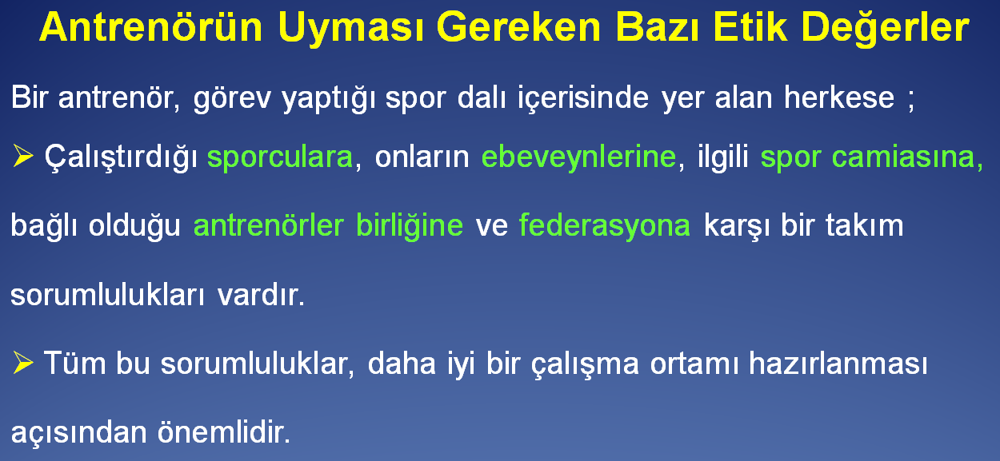 Antrenörün Uyması Gereken Bazı Etik Değerler
Bir antrenör, görev yaptığı spor dalı içerisinde yer alan herkese ;
➢ Çalıştırdığı sporculara, onların ebeveynlerine, ilgili spor camiasına,
bağlı olduğu antrenörler birliğine ve federasyona karşı bir takım
sorumlulukları vardır.
➢ Tüm bu sorumluluklar, daha iyi bir çalışma ortamı hazırlanması
açısından önemlidir.